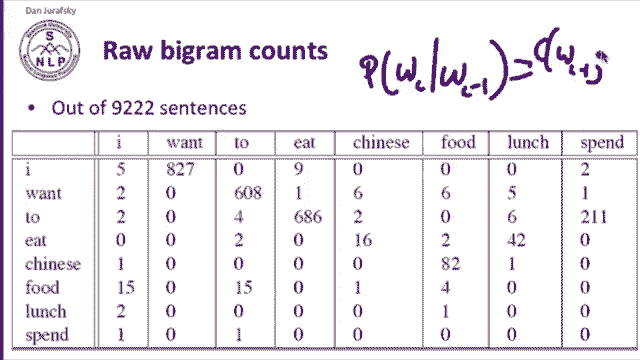 Dan Jurafsky
S
NLP
Raw bigram counts
P(wᵢ|wᵢ₋₁)=c(wᵢ₋₁,
• Out of 9222 sentences
i want to eat chinese food lunch spend
i 5 827 0 9 0 0 0 2
want 2 0 608 1 6 6 5 1
to 2 0 4 686 2 0 6 211
eat 0 0 2 0 16 2 42 0
chinese 1 0 0 0 0 82 1 0
food 15 0 15 0 1 4 0 0
lunch 2 0 0 0 0 1 0 0
spend 1 0 1 0 0 0 0 0